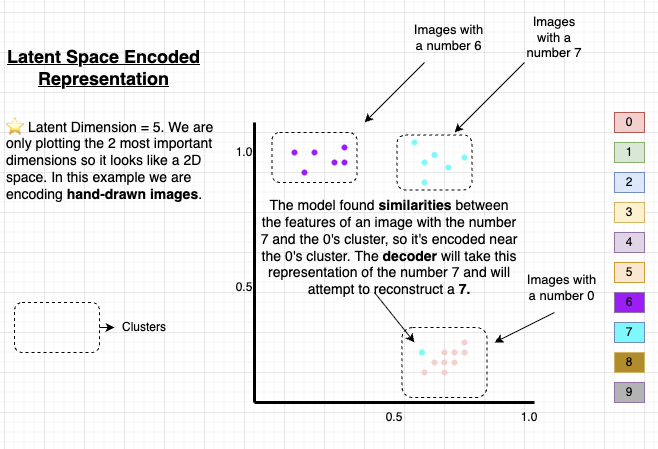 Latent Space Encoded
Representation
⭐ Latent Dimension = 5. We are
only plotting the 2 most important
dimensions so it looks like a 2D
space. In this example we are
encoding hand-drawn images.
Clusters
Images with
a number 6
Images
with a
number 7
1.0
The model found similarities between
the features of an image with the number
7 and the 0's cluster, so it's encoded near
the 0's cluster. The decoder will take this
representation of the number 7 and will
attempt to reconstruct a 7.
0.5
Images with
a number 0
0.5
1.0
0
1
2
3
4
5
6
7
8
9